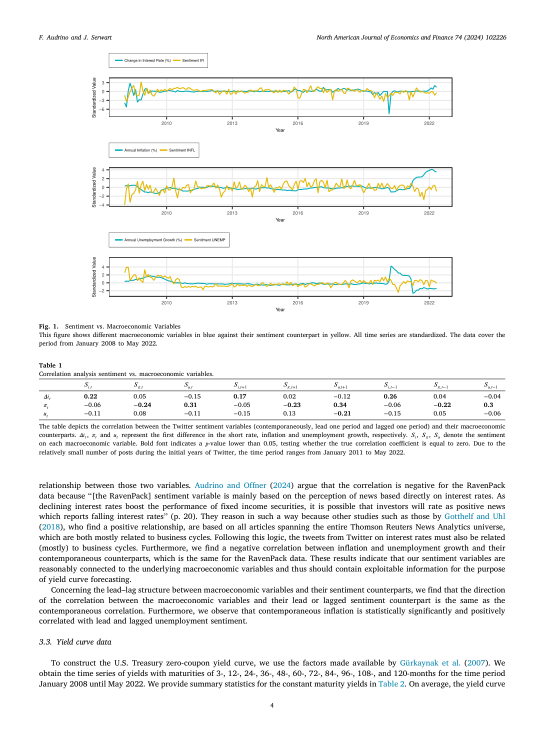 F. Audrino and J. Serwart
North American Journal of Economics and Finance 74 (2024) 102226
Change in Interest Rate (%) Sentiment IR
Standardized Value
3
0
−3
−6
2010 2013 2016 2019 2022
Year
Annual Inflation (%) Sentiment INFL
Standardized Value
4
2
0
−2
−4
2010 2013 2016 2019 2022
Year
Annual Unemployment Growth (%) Sentiment UNEMP
Standardized Value
4
2
0
−2
2010 2013 2016 2019 2022
Year
Fig. 1. Sentiment vs. Macroeconomic Variables
This figure shows different macroeconomic variables in blue against their sentiment counterpart in yellow. All time series are standardized. The data cover the
period from January 2008 to May 2022.
Table 1
Correlation analysis sentiment vs. macroeconomic variables.
S_{i,t} S_{π,t} S_{u,t} S_{i,t+1} S_{π,t+1} S_{u,t+1} S_{i,t−1} S_{π,t−1} S_{u,t−1}
Δi_t 0.22 0.05 −0.15 0.17 0.02 −0.12 0.26 0.04 −0.04
π_t −0.06 −0.24 0.31 −0.05 −0.23 0.34 −0.06 −0.22 0.3
u_t −0.11 0.08 −0.11 −0.15 0.13 −0.21 −0.15 0.05 −0.06
The table depicts the correlation between the Twitter sentiment variables (contemporaneously, lead one period and lagged one period) and their macroeconomic
counterparts. Δi_t, π_t and u_t represent the first difference in the short rate, inflation and unemployment growth, respectively. S_i, S_π, S_u denote the sentiment
on each macroeconomic variable. Bold font indicates a p-value lower than 0.05, testing whether the true correlation coefficient is equal to zero. Due to the
relatively small number of posts during the initial years of Twitter, the time period ranges from January 2011 to May 2022.
relationship between those two variables. Audrino and Offner (2024) argue that the correlation is negative for the RavenPack
data because “[the RavenPack] sentiment variable is mainly based on the perception of news based directly on interest rates. As
declining interest rates boost the performance of fixed income securities, it is possible that investors will rate as positive news
which reports falling interest rates” (p. 20). They reason in such a way because other studies such as those by Gotthelf and Uhl
(2018), who find a positive relationship, are based on all articles spanning the entire Thomson Reuters News Analytics universe,
which are both mostly related to business cycles. Following this logic, the tweets from Twitter on interest rates must also be related
(mostly) to business cycles. Furthermore, we find a negative correlation between inflation and unemployment growth and their
contemporaneous counterparts, which is the same for the RavenPack data. These results indicate that our sentiment variables are
reasonably connected to the underlying macroeconomic variables and thus should contain exploitable information for the purpose
of yield curve forecasting.
Concerning the lead–lag structure between macroeconomic variables and their sentiment counterparts, we find that the direction
of the correlation between the macroeconomic variables and their lead or lagged sentiment counterpart is the same as the
contemporaneous correlation. Furthermore, we observe that contemporaneous inflation is statistically significant and positively
correlated with lead and lagged unemployment sentiment.
3.3. Yield curve data
To construct the U.S. Treasury zero-coupon yield curve, we use the factors made available by Gürkaynak et al. (2007). We
obtain the time series of yields with maturities of 3-, 12-, 24-, 36-, 48-, 60-, 72-, 84-, 96-, 108-, and 120-months for the time period
January 2008 until May 2022. We provide summary statistics for the constant maturity yields in Table 2. On average, the yield curve
4